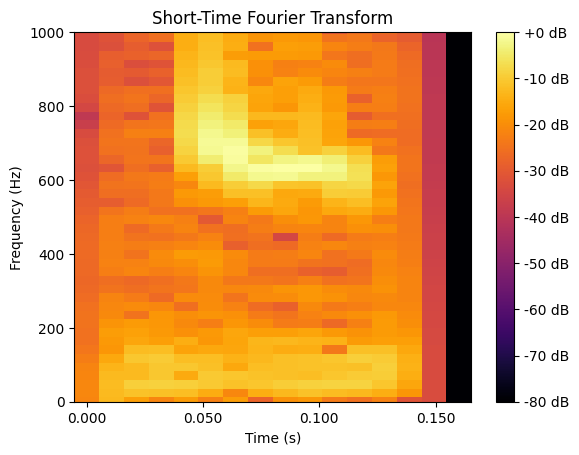 Short-Time Fourier Transform
1000
800
600
400
200
0
Frequency (Hz)
0.000
0.050
0.100
0.150
Time (s)
+0 dB
-10 dB
-20 dB
-30 dB
-40 dB
-50 dB
-60 dB
-70 dB
-80 dB